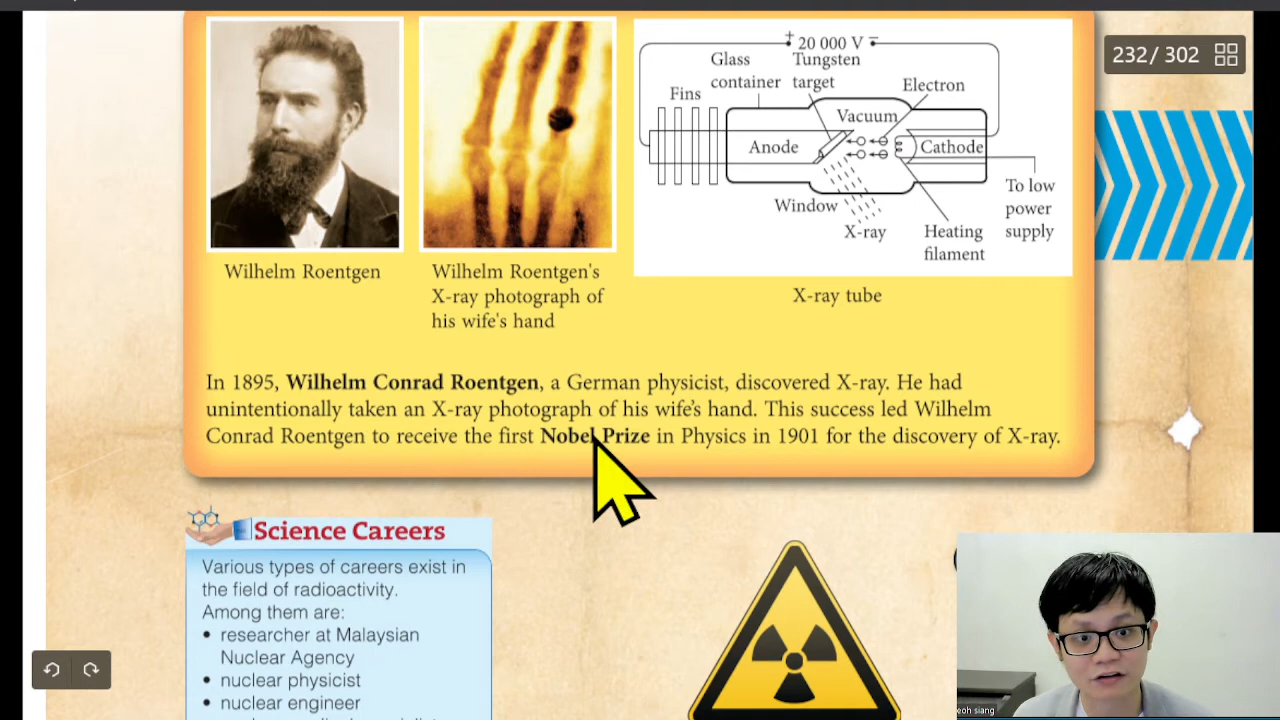 232/ 302
+ 20 000 V −
Glass container
Tungsten target
Electron
Fins
Vacuum
Anode
Cathode
Window
To low power supply
X-ray
Heating filament
Wilhelm Roentgen
Wilhelm Roentgen's
X-ray photograph of
his wife's hand
X-ray tube
In 1895, Wilhelm Conrad Roentgen, a German physicist, discovered X-ray. He had
unintentionally taken an X-ray photograph of his wife's hand. This success led Wilhelm
Conrad Roentgen to receive the first Nobel Prize in Physics in 1901 for the discovery of X-ray.
Science Careers
Various types of careers exist in
the field of radioactivity.
Among them are:
• researcher at Malaysian
Nuclear Agency
• nuclear physicist
• nuclear engineer
eoh siang